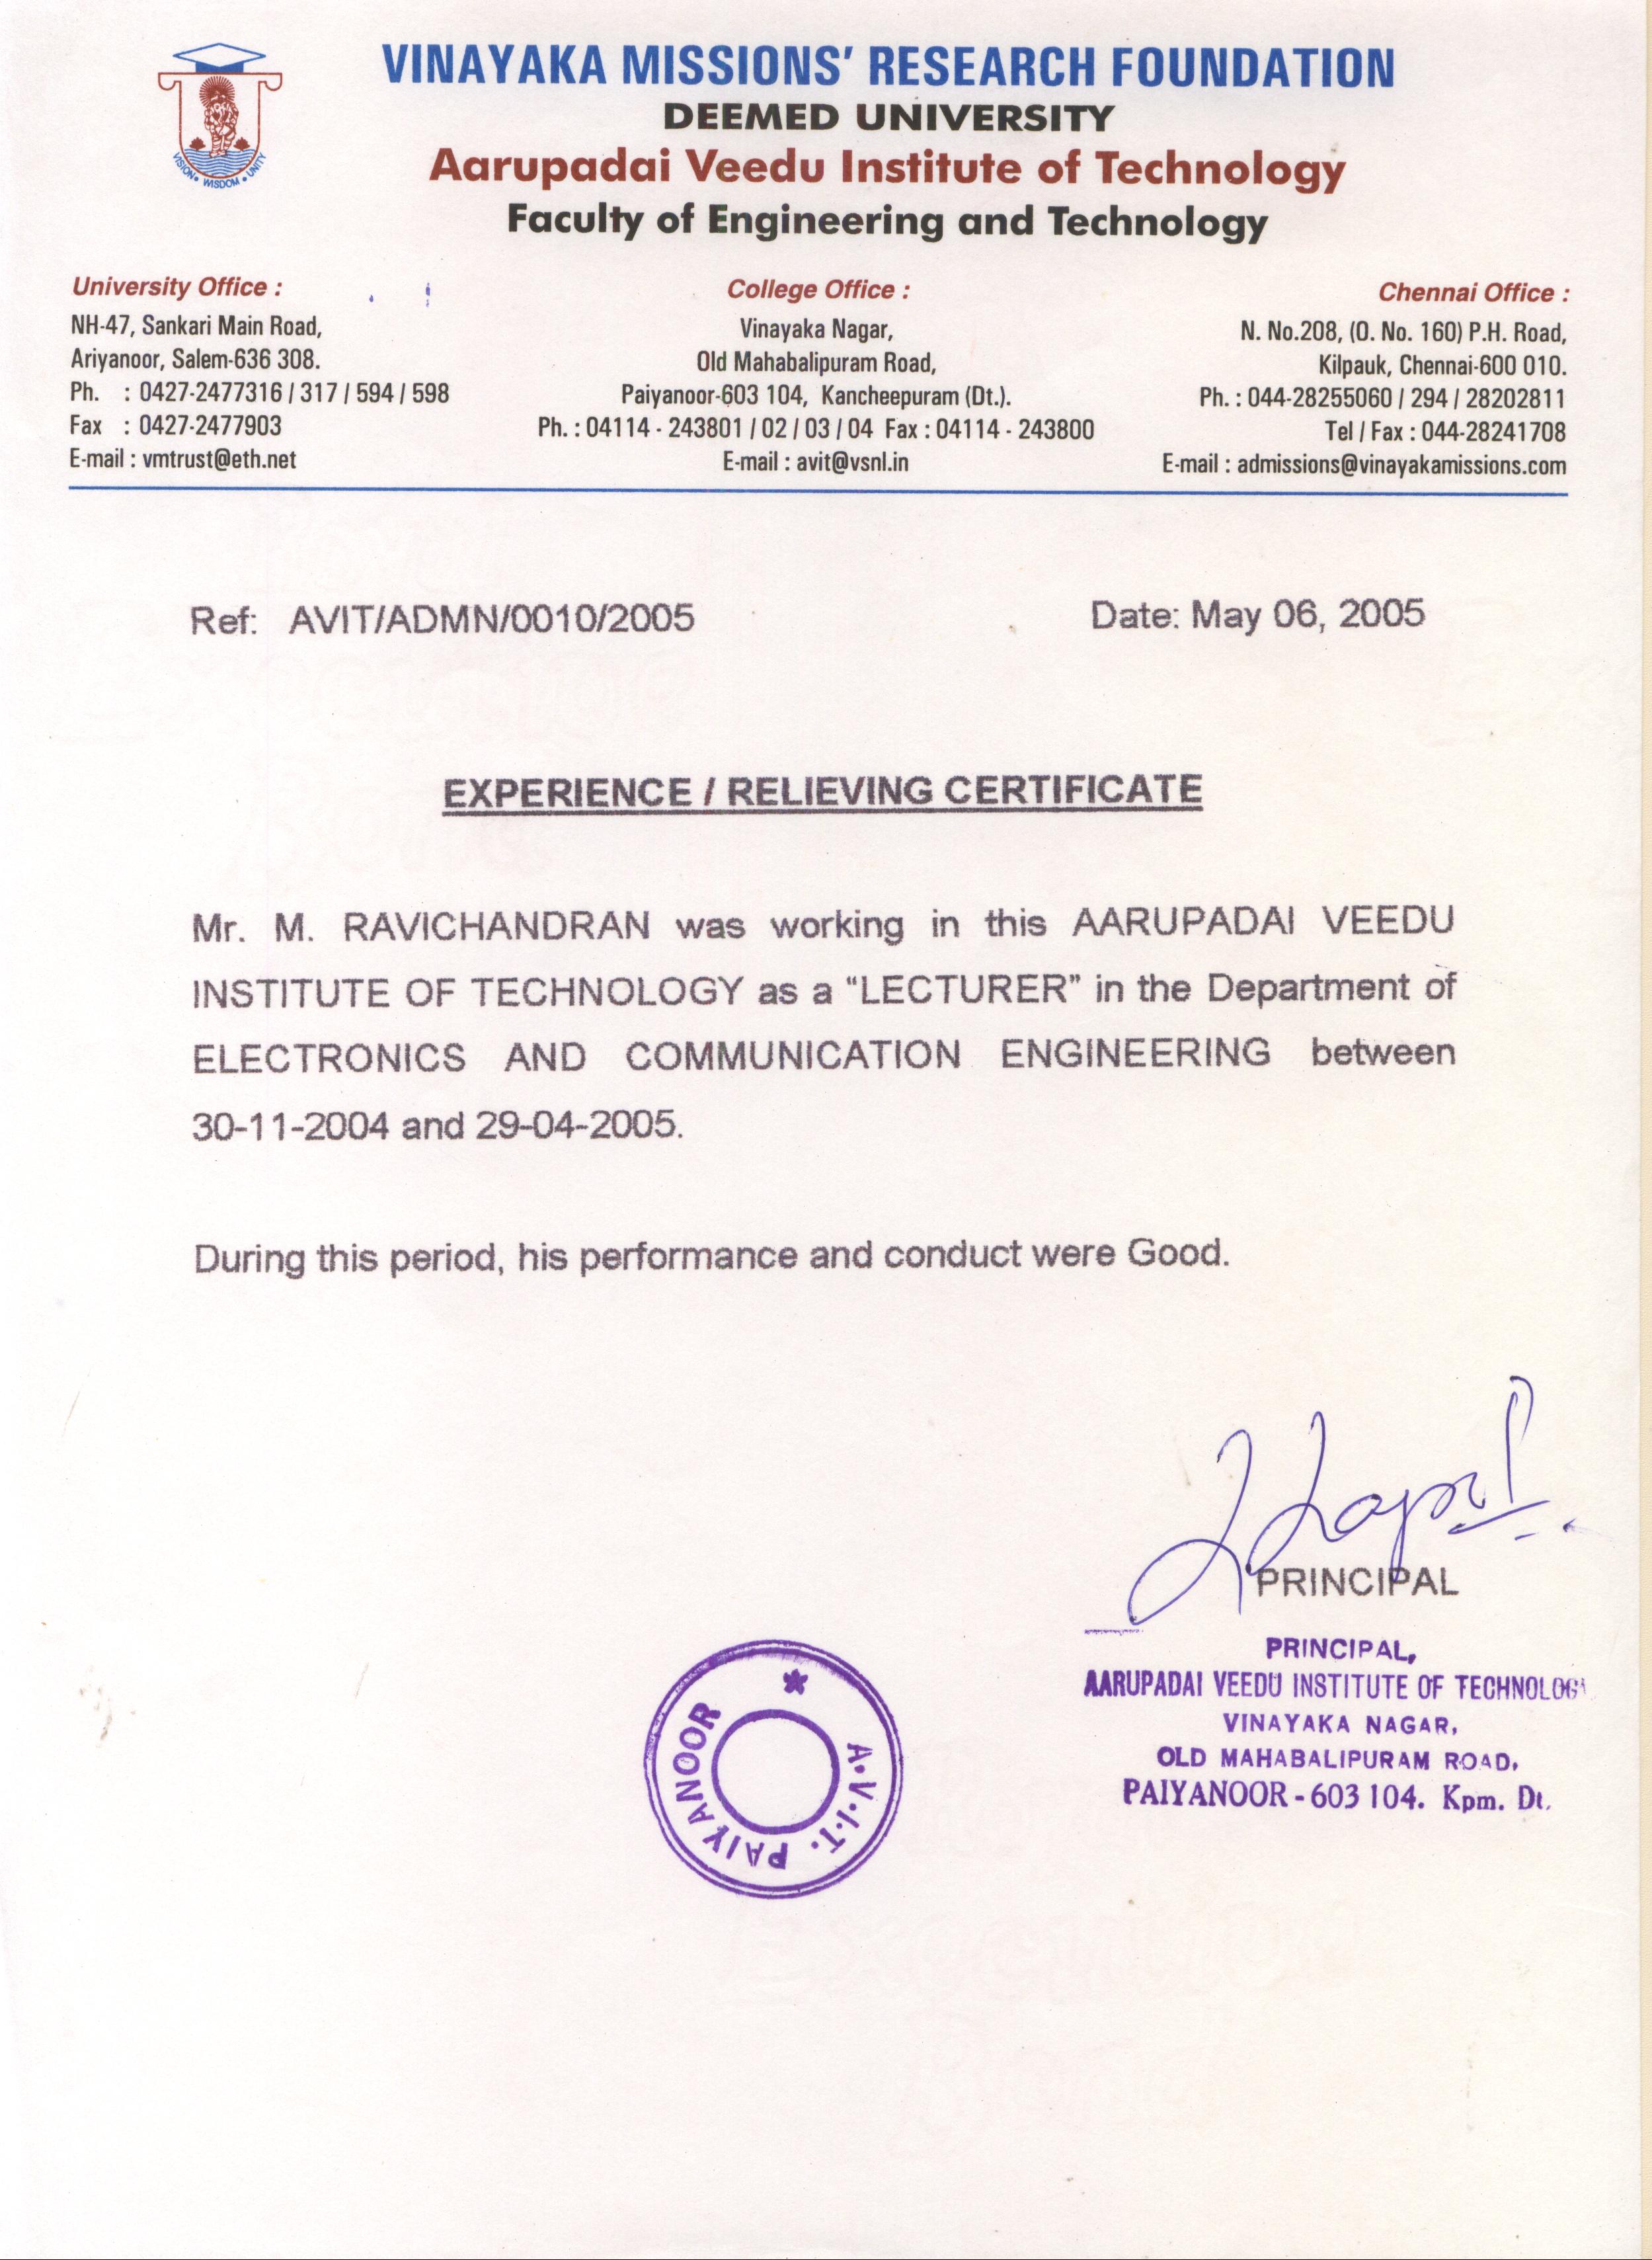 VINAYAKA MISSIONS' RESEARCH FOUNDATION
DEEMED UNIVERSITY
Aarupadai Veedu Institute of Technology
Faculty of Engineering and Technology
VISION • WISDOM • UNITY
University Office :
NH-47, Sankari Main Road,
Ariyanoor, Salem-636 308.
Ph. : 0427-2477316 / 317 / 594 / 598
Fax : 0427-2477903
E-mail : vmtrust@eth.net
College Office :
Vinayaka Nagar,
Old Mahabalipuram Road,
Paiyanoor-603 104, Kancheepuram (Dt.).
Ph. : 04114 - 243801 / 02 / 03 / 04 Fax : 04114 - 243800
E-mail : avit@vsnl.in
Chennai Office :
N. No.208, (O. No. 160) P.H. Road,
Kilpauk, Chennai-600 010.
Ph. : 044-28255060 / 294 / 28202811
Tel / Fax : 044-28241708
E-mail : admissions@vinayakamissions.com
Ref: AVIT/ADMN/0010/2005 Date: May 06, 2005
EXPERIENCE / RELIEVING CERTIFICATE
Mr. M. RAVICHANDRAN was working in this AARUPADAI VEEDU
INSTITUTE OF TECHNOLOGY as a “LECTURER” in the Department of
ELECTRONICS AND COMMUNICATION ENGINEERING between
30-11-2004 and 29-04-2005.
During this period, his performance and conduct were Good.
PRINCIPAL
PRINCIPAL,
AARUPADAI VEEDU INSTITUTE OF TECHNOLOGY
VINAYAKA NAGAR,
OLD MAHABALIPURAM ROAD,
PAIYANOOR - 603 104. Kpm. Dt.
A.V.I.T. PAIYANOOR